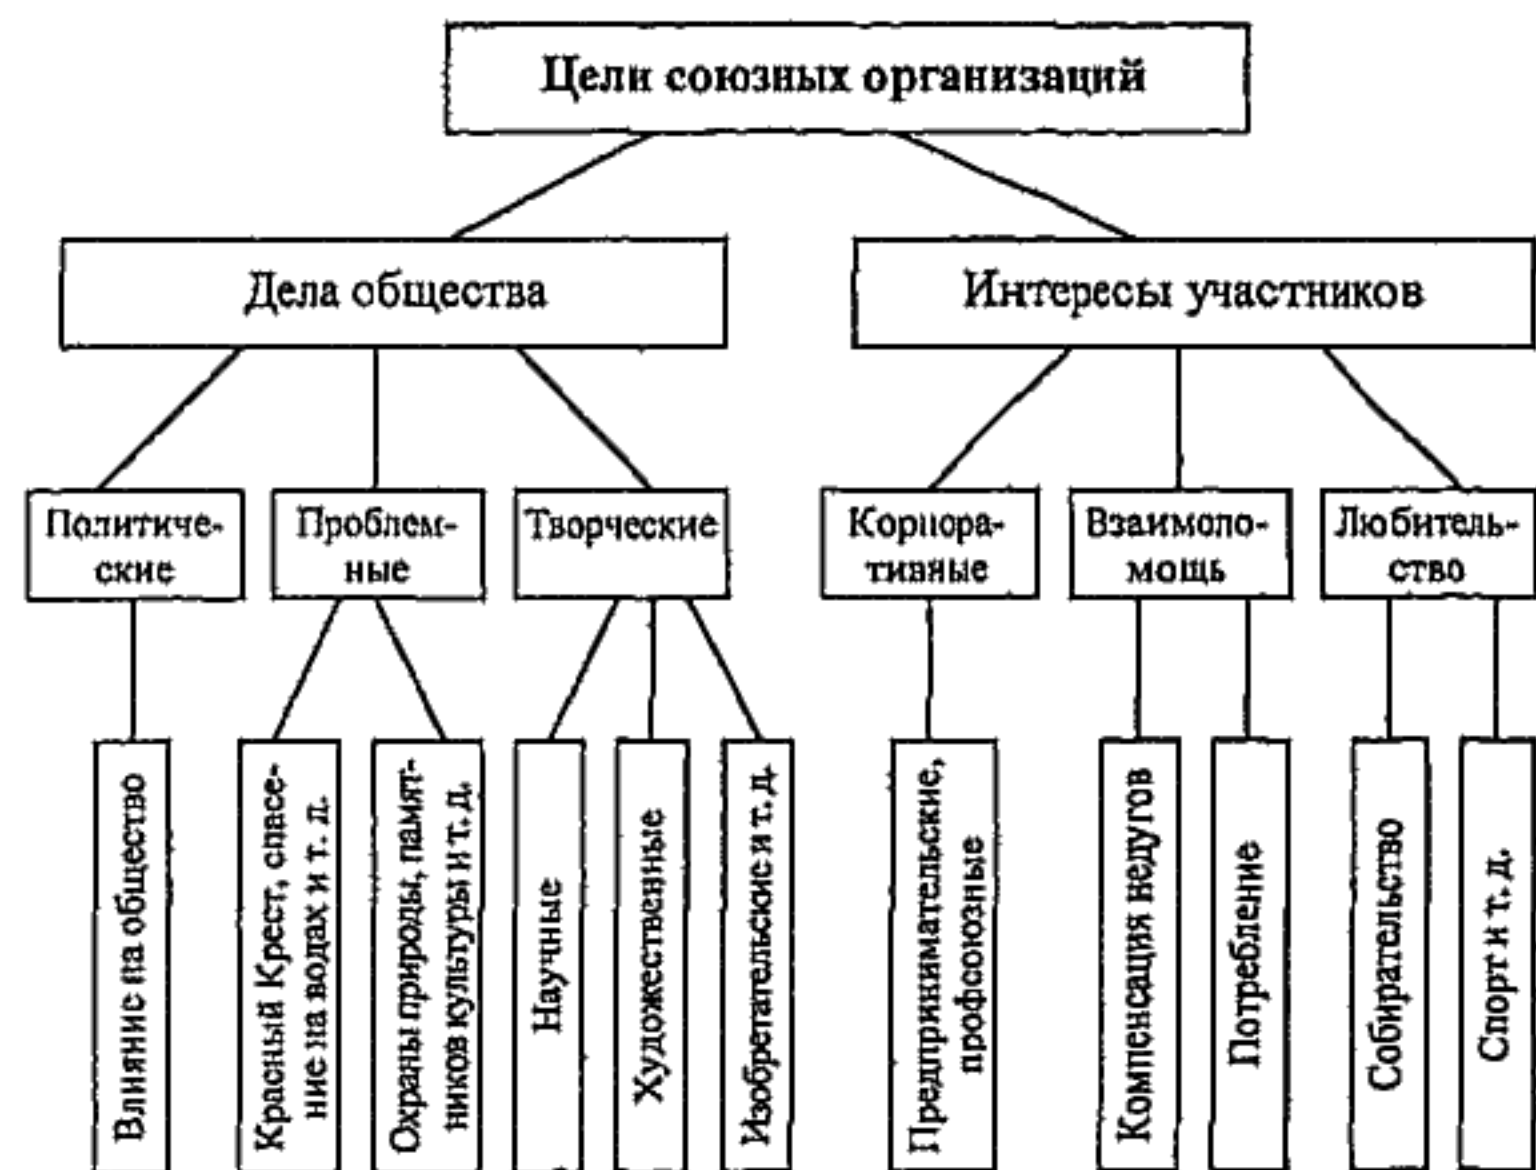 Цели союзных организаций
Дела общества
Интересы участников
Политиче-
ские
Проблем-
ные
Творческие
Корпора-
тивные
Взаимопо-
мощь
Любитель-
ство
Влияние на общество
Красный Крест, спасе-
ние на водах и т. д.
Охраны природы, памят-
ников культуры и т. д.
Научные
Художественные
Изобретательские и т. д.
Предпринимательские,
профсоюзные
Компенсация недугов
Потребление
Собирательство
Спорт и т. д.